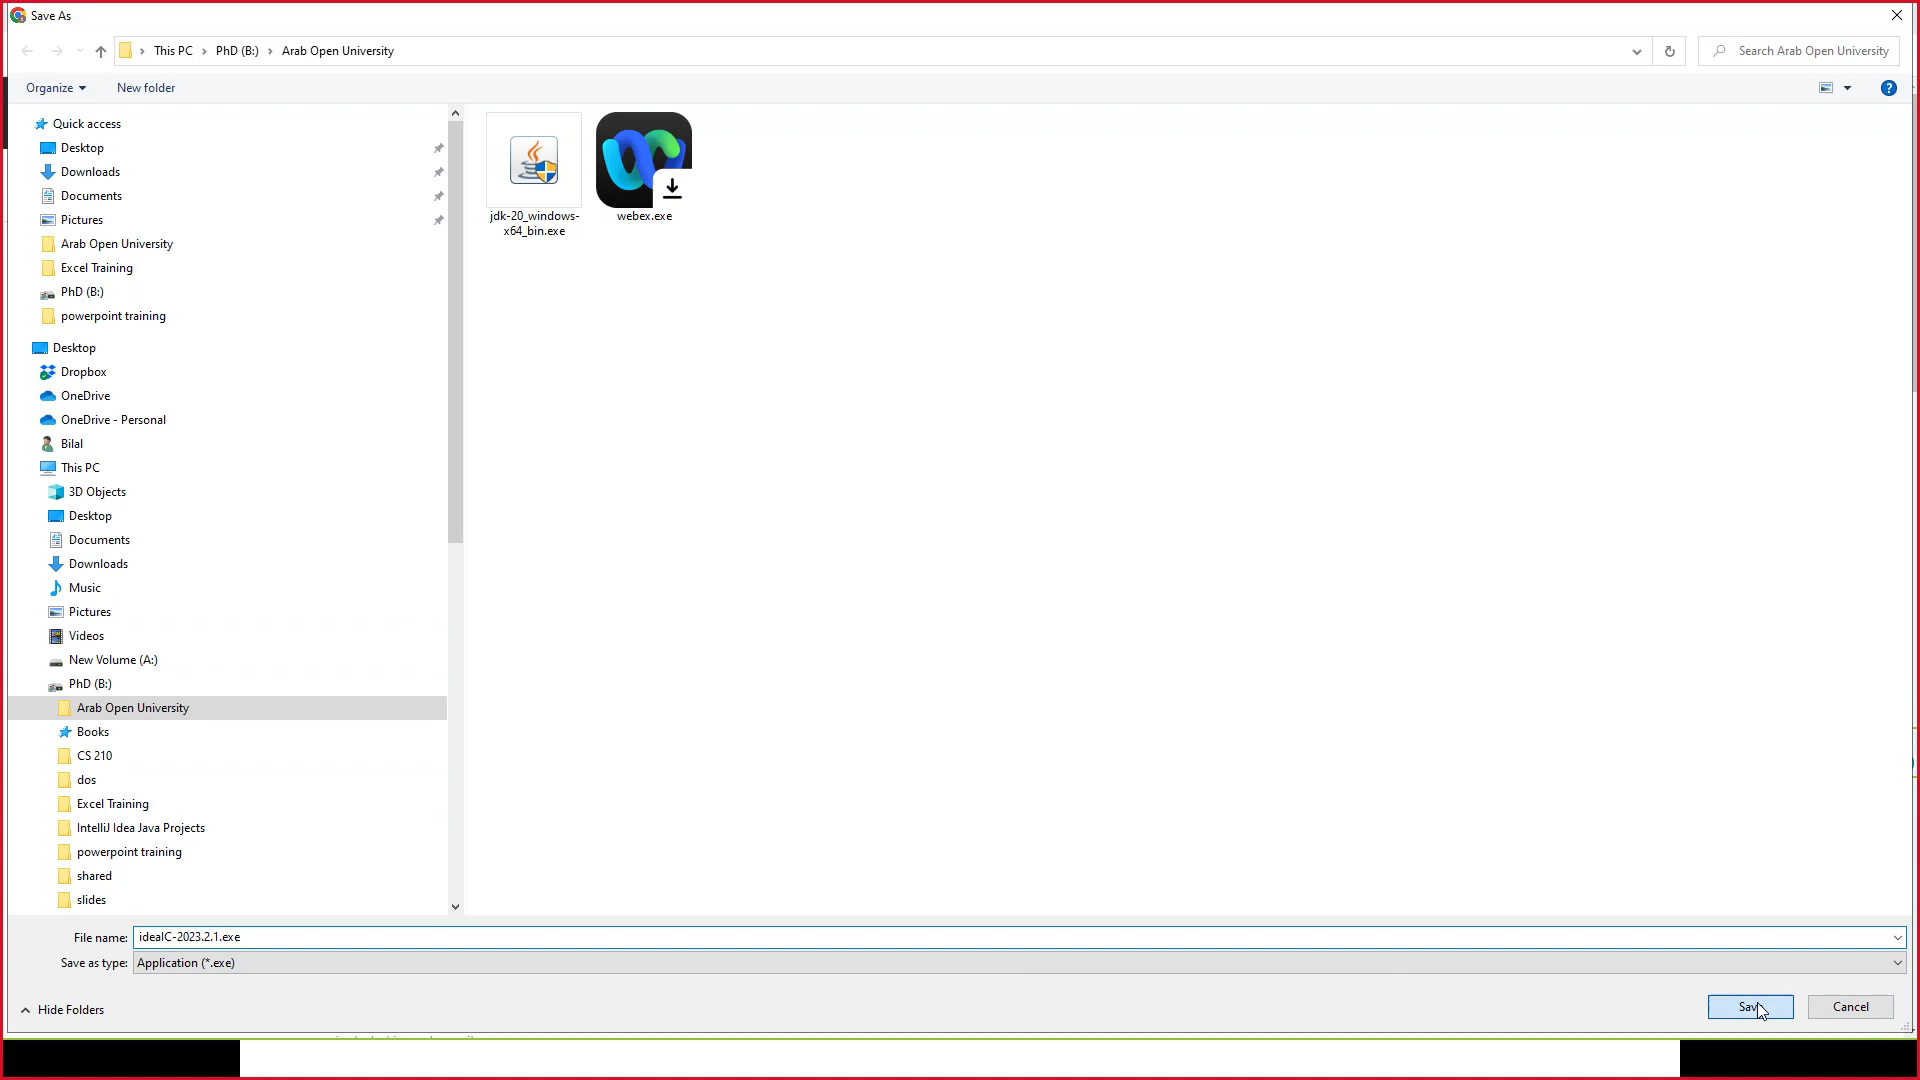 Save As
This PC > PhD (B:) > Arab Open University
Search Arab Open University
Organize
New folder
Quick access
Desktop
Downloads
Documents
Pictures
Arab Open University
Excel Training
PhD (B:)
powerpoint training
Desktop
Dropbox
OneDrive
OneDrive - Personal
Bilal
This PC
3D Objects
Desktop
Documents
Downloads
Music
Pictures
Videos
New Volume (A:)
PhD (B:)
Arab Open University
Books
CS 210
dos
Excel Training
IntelliJ Idea Java Projects
powerpoint training
shared
slides
jdk-20_windows-
x64_bin.exe
webex.exe
File name: ideaIC-2023.2.1.exe
Save as type: Application (*.exe)
Hide Folders
Save
Cancel